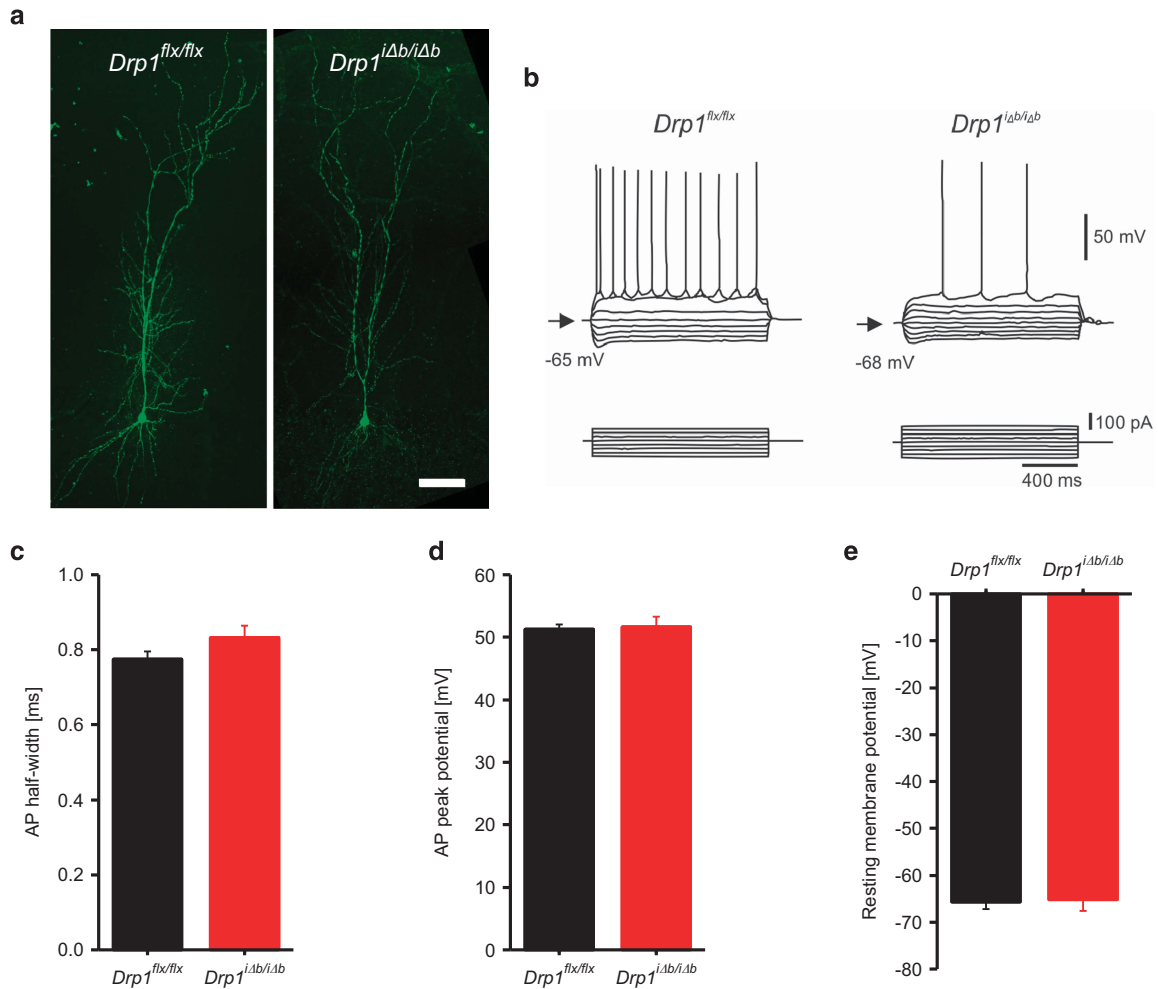 a
Drp1flx/flx
Drp1iΔb/iΔb
b
Drp1flx/flx
Drp1iΔb/iΔb
50 mV
-65 mV
-68 mV
100 pA
400 ms
c
AP half-width [ms]
1.0
0.8
0.6
0.4
0.2
0.0
Drp1flx/flx
Drp1iΔb/iΔb
d
AP peak potential [mV]
60
50
40
30
20
10
0
Drp1flx/flx
Drp1iΔb/iΔb
e
Drp1flx/flx
Drp1iΔb/iΔb
Resting membrane potential [mV]
0
-10
-20
-30
-40
-50
-60
-70
-80